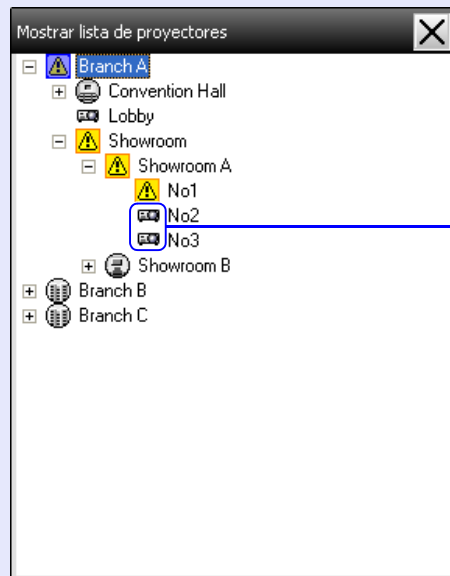 Mostrar lista de proyectores
Branch A
Convention Hall
Lobby
Showroom
Showroom A
No1
No2
No3
Showroom B
Branch B
Branch C